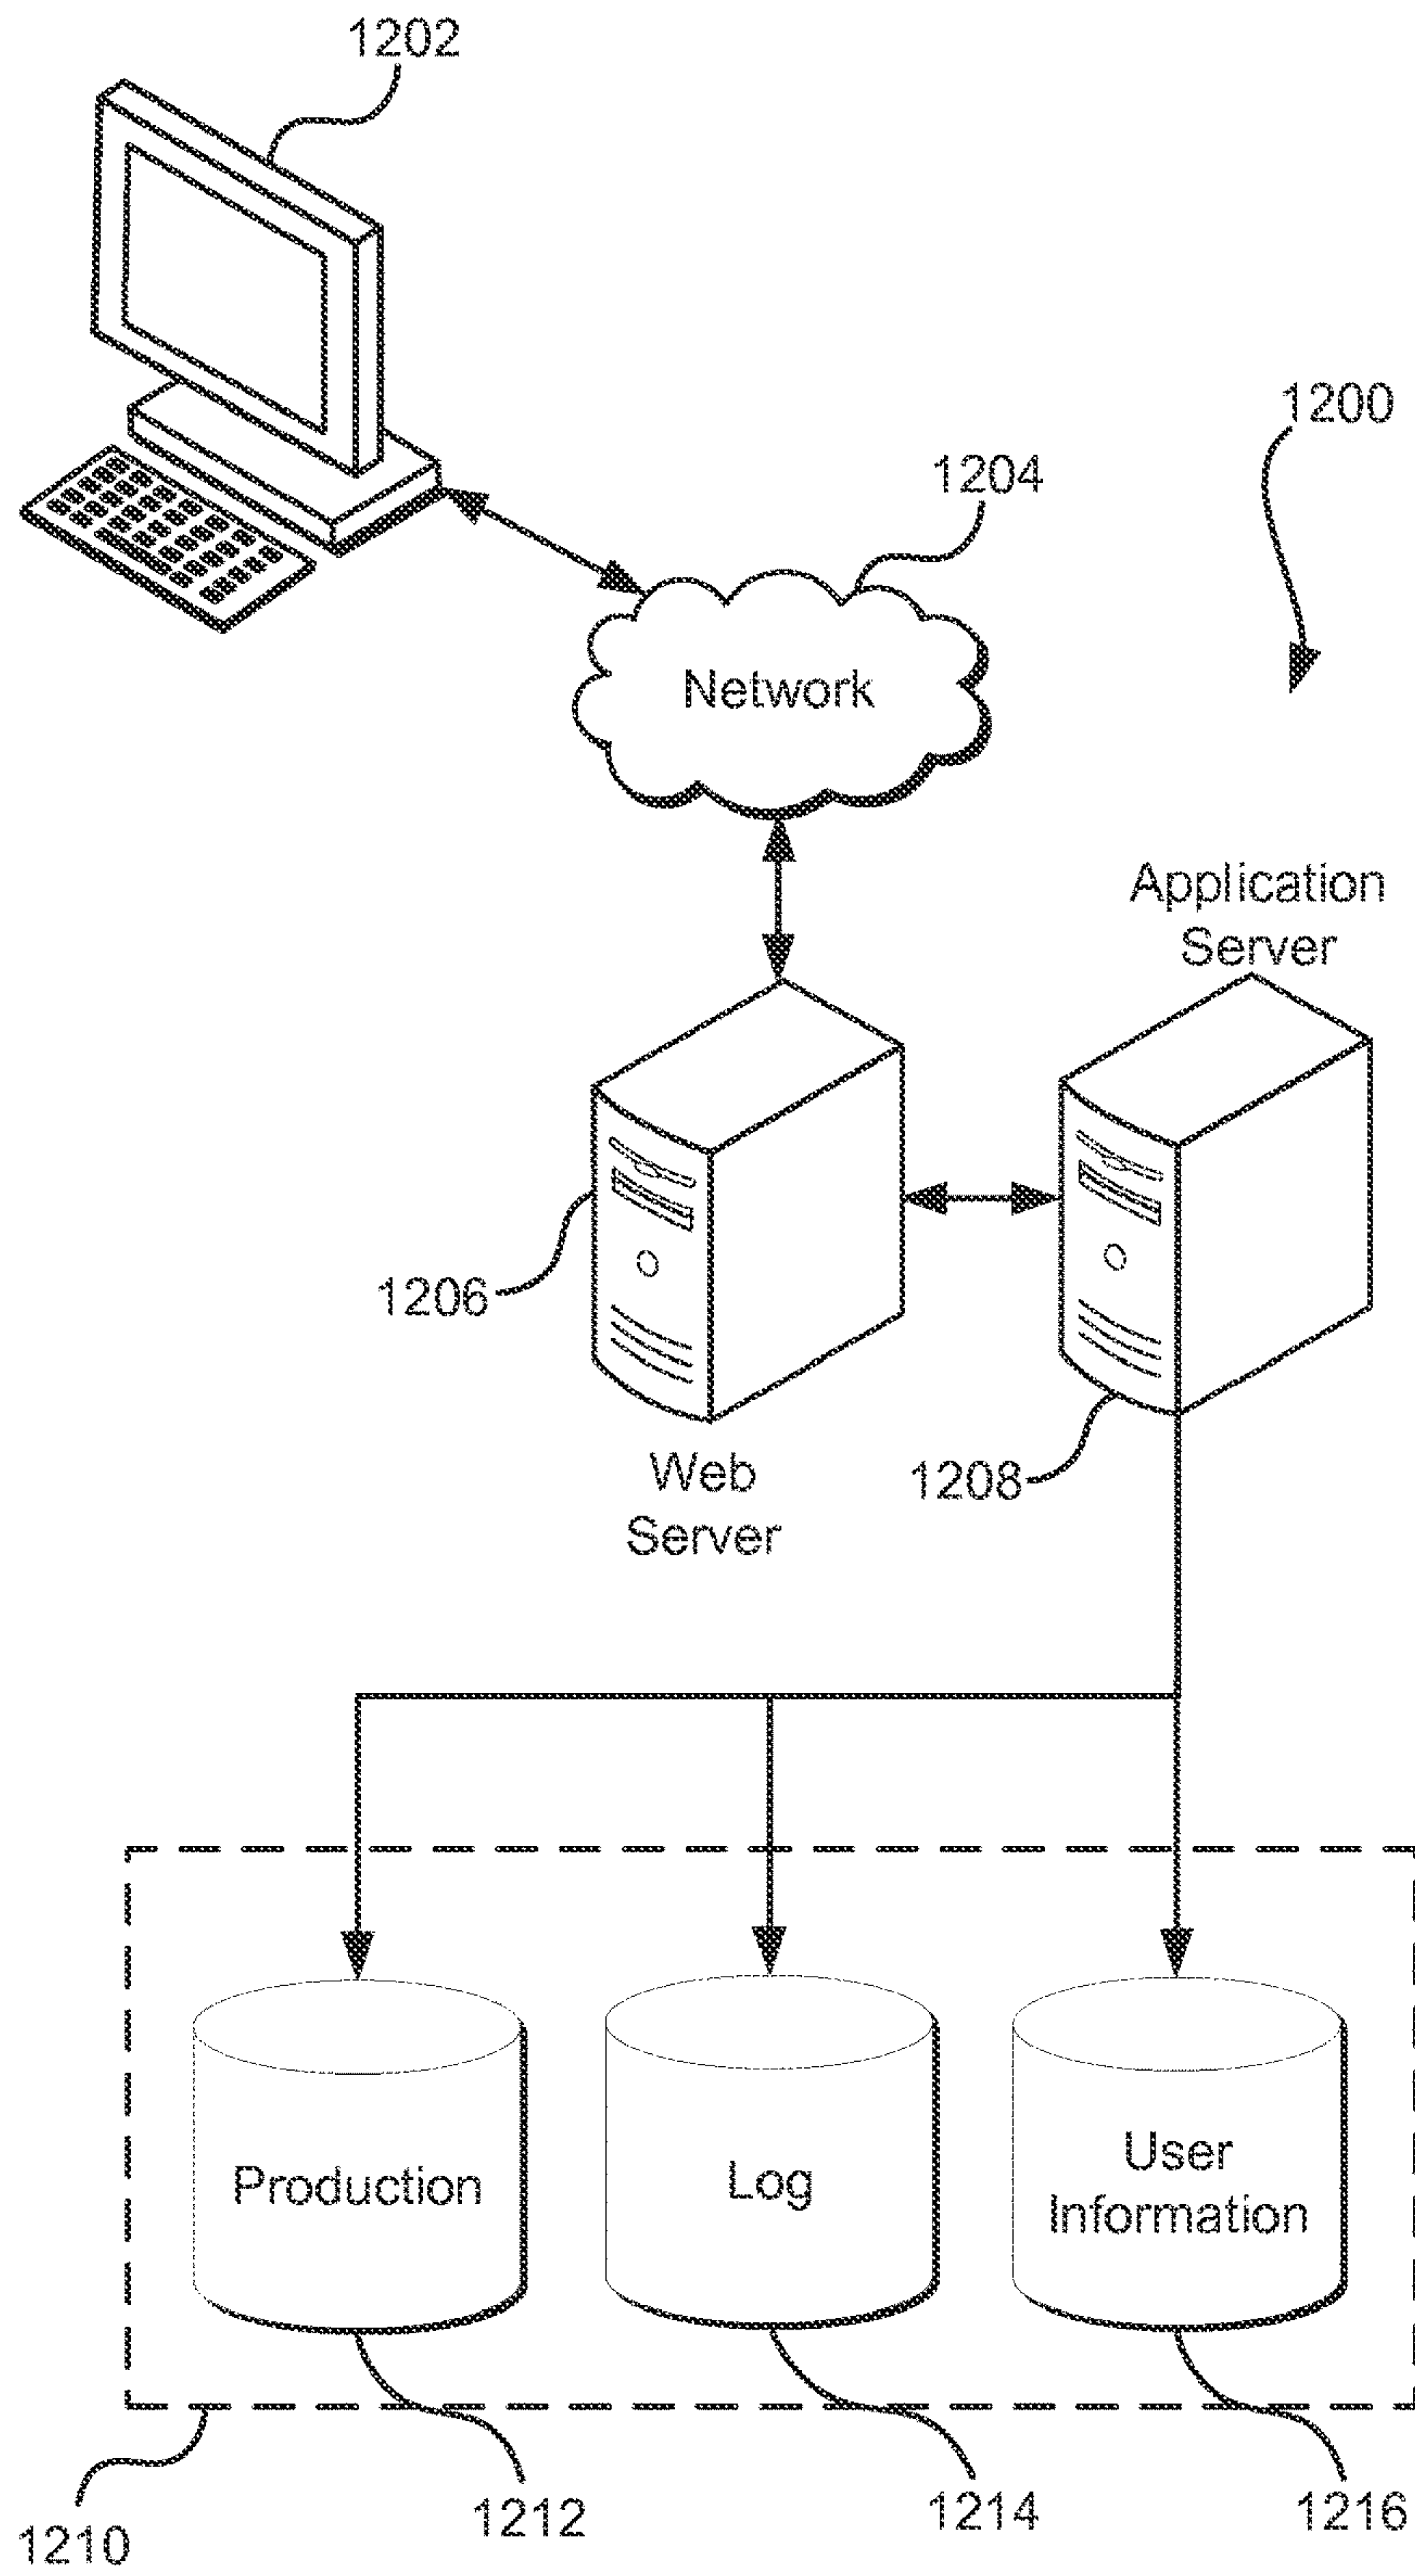 1202
1200
1204
Network
Application
Server
1206
Web
Server
1208
Production
Log
User
Information
1210
1212
1214
1216